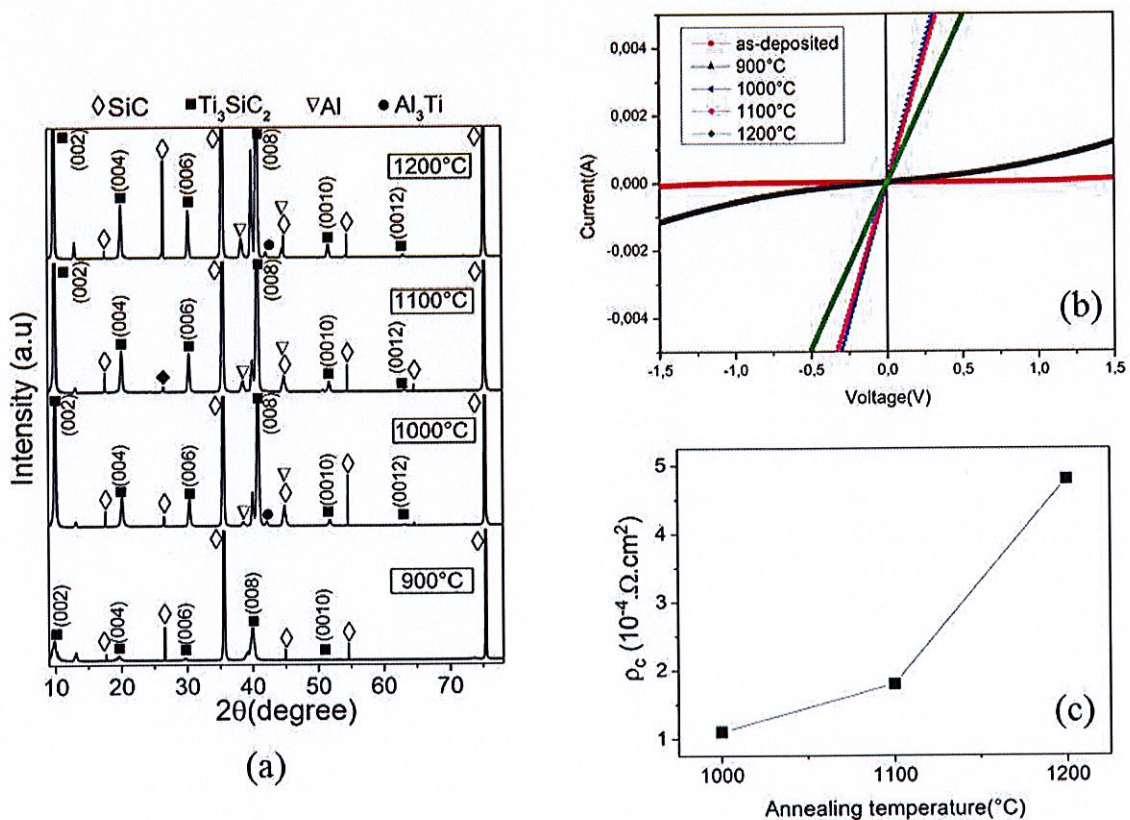 ◇SiC ■Ti₃SiC₂ ▽Al ● Al₃Ti
(002)
(004)
(006)
(008)
(0010)
(0012)
1200°C
(002)
(004)
(006)
(008)
(0010)
(0012)
1100°C
(002)
(004)
(006)
(008)
(0010)
(0012)
1000°C
(002)
(004)
(006)
(008)
(0010)
900°C
Intensity (a.u)
10 20 30 40 50 60 70
2θ(degree)
(a)
0,004
0,002
0,000
-0,002
-0,004
Current(A)
as-deposited
900°C
1000°C
1100°C
1200°C
(b)
-1,5 -1,0 -0,5 0,0 0,5 1,0 1,5
Voltage(V)
5
4
3
2
1
ρc (10⁻⁴.Ω.cm²)
(c)
1000 1100 1200
Annealing temperature(°C)